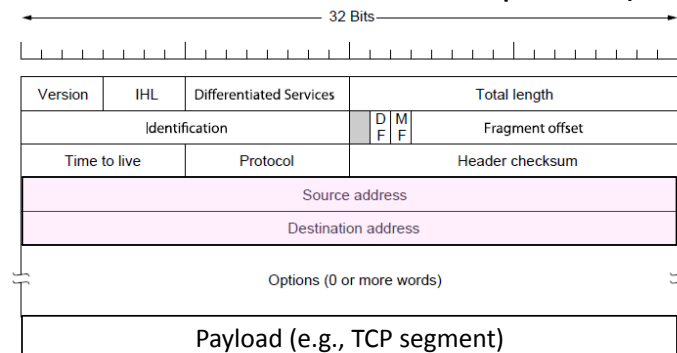 32 Bits
Version IHL Differentiated Services Total length
Identification D F M F Fragment offset
Time to live Protocol Header checksum
Source address
Destination address
Options (0 or more words)
Payload (e.g., TCP segment)